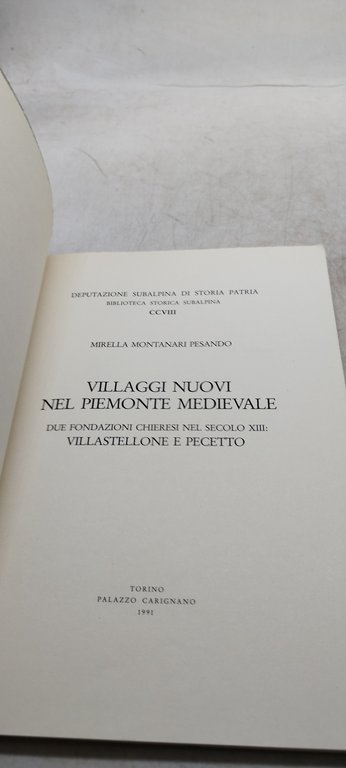 DEPUTAZIONE SUBALPINA DI STORIA PATRIA
BIBLIOTECA STORICA SUBALPINA
CCVIII
MIRELLA MONTANARI PESANDO
VILLAGGI NUOVI
NEL PIEMONTE MEDIEVALE
DUE FONDAZIONI CHIERESI NEL SECOLO XIII:
VILLASTELLONE E PECETTO
TORINO
PALAZZO CARIGNANO
1991